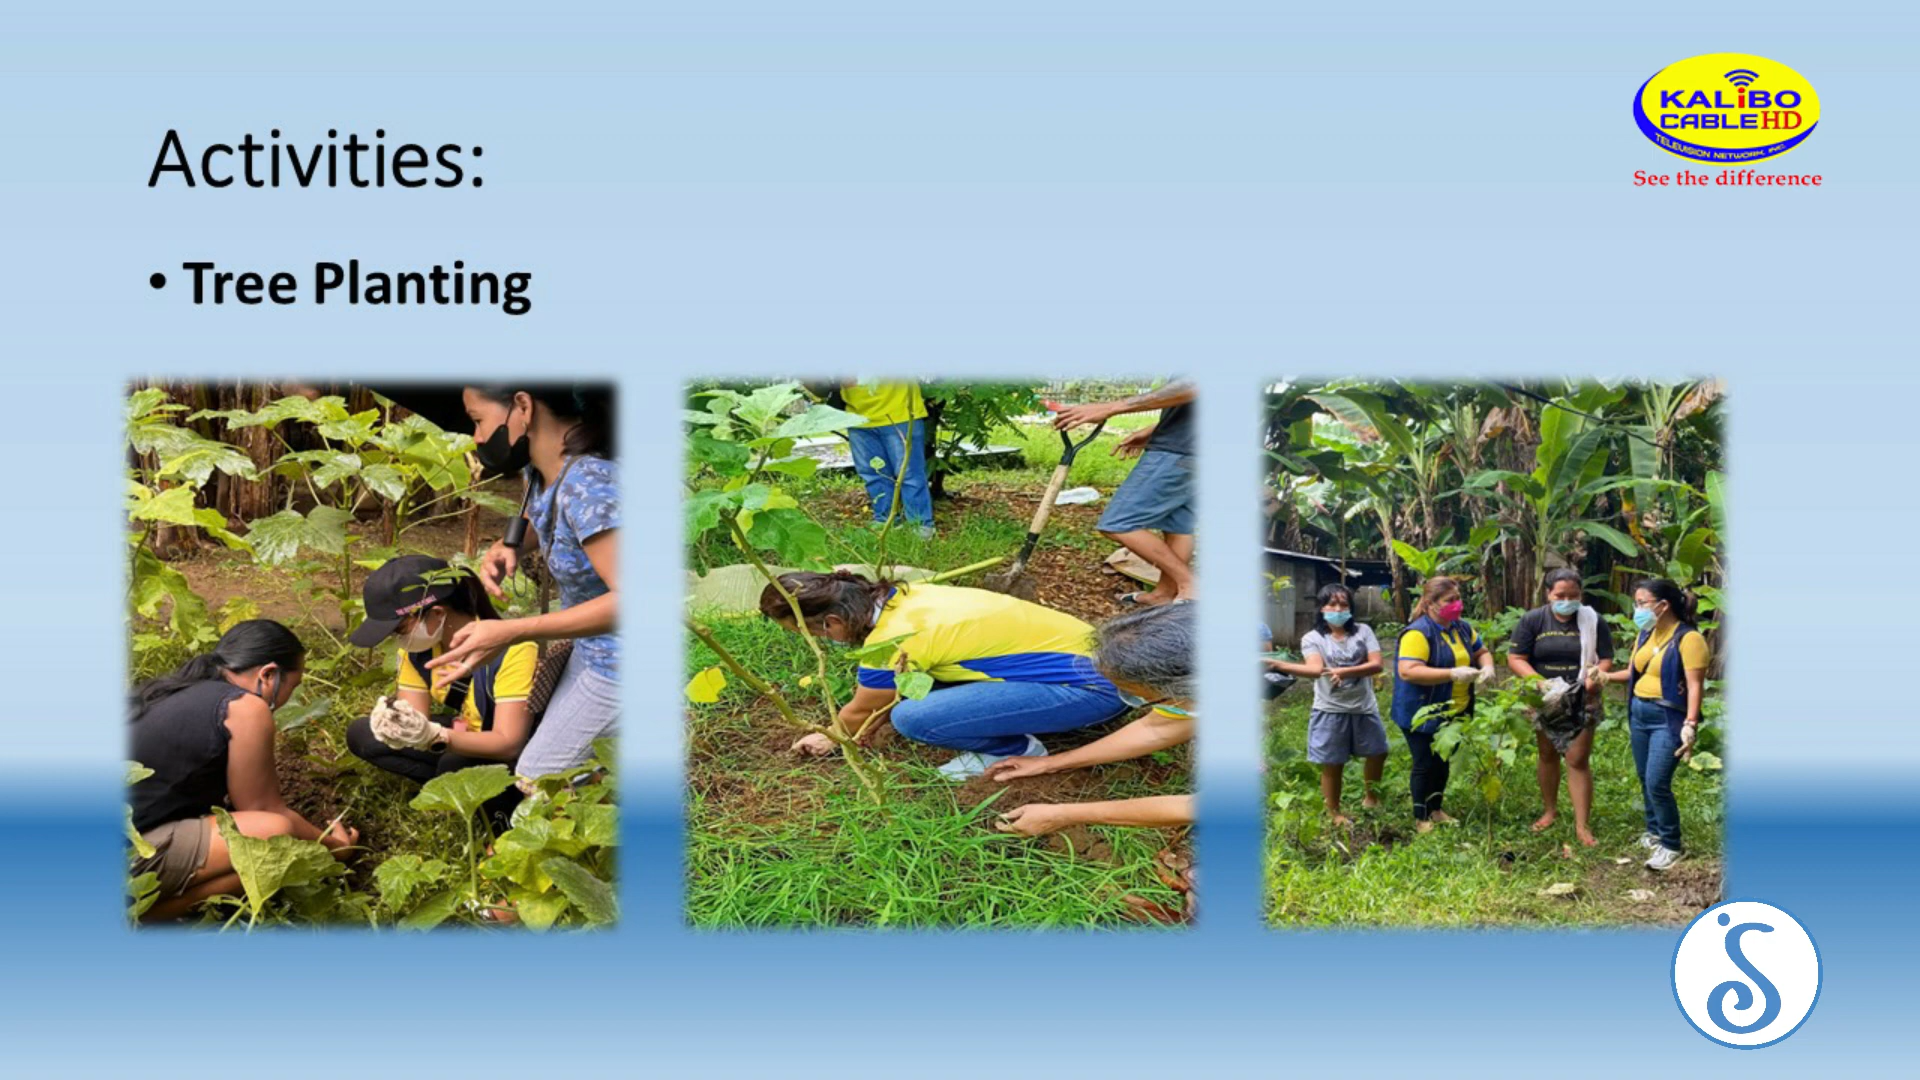 Activities:
• Tree Planting
KALiBO
CABLE HD
TELEVISION NETWORK, INC.
See the difference